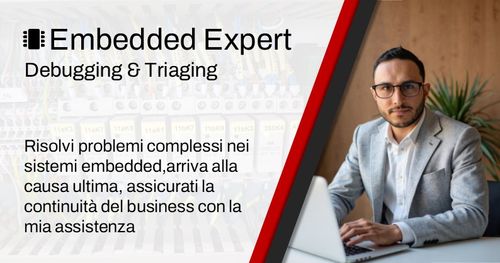 Embedded Expert
Debugging & Triaging
Risolvi problemi complessi nei
sistemi embedded,arriva alla
causa ultima, assicurati la
continuità del business con la
mia assistenza